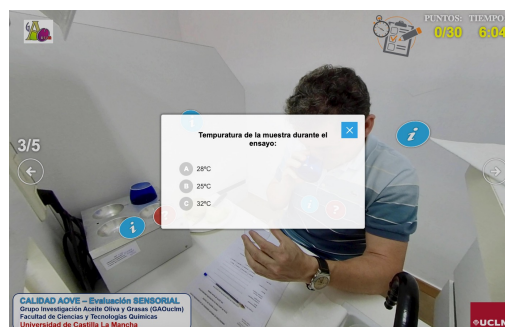 PUNTOS: TIEMPO
0/30 6:04
3/5
Tempuratura de la muestra durante el
ensayo:
A 28ºC
B 25ºC
C 32ºC
CALIDAD AOVE – Evaluación SENSORIAL
Grupo Investigación Aceite Oliva y Grasas (GAOuclm)
Facultad de Ciencias y Tecnologías Químicas
Universidad de Castilla La Mancha
UCLM